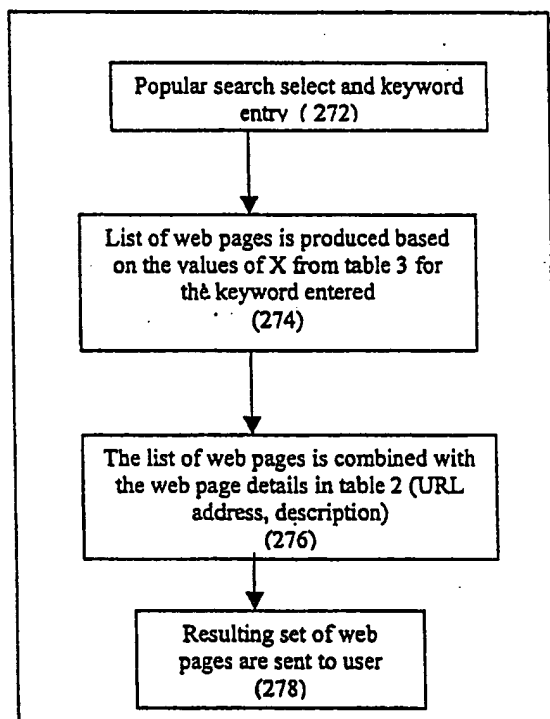 Popular search select and keyword
entry ( 272)
List of web pages is produced based
on the values of X from table 3 for
the keyword entered
(274)
The list of web pages is combined with
the web page details in table 2 (URL
address, description)
(276)
Resulting set of web
pages are sent to user
(278)